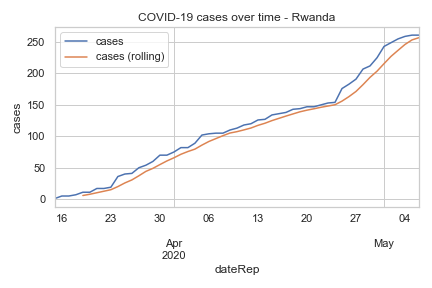 COVID-19 cases over time - Rwanda
cases
cases (rolling)
250
200
150
100
50
0
cases
16 23 30 06 13 20 27 04
Apr May
2020
dateRep